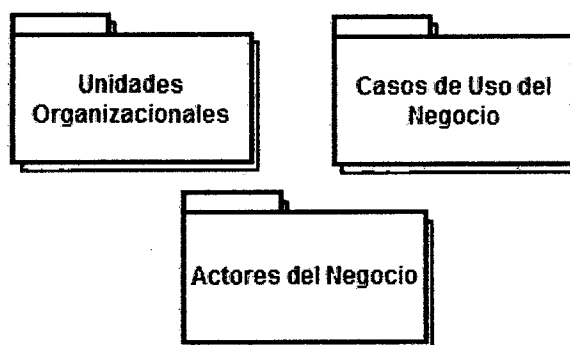 Unidades
Organizacionales
Casos de Uso del
Negocio
Actores del Negocio